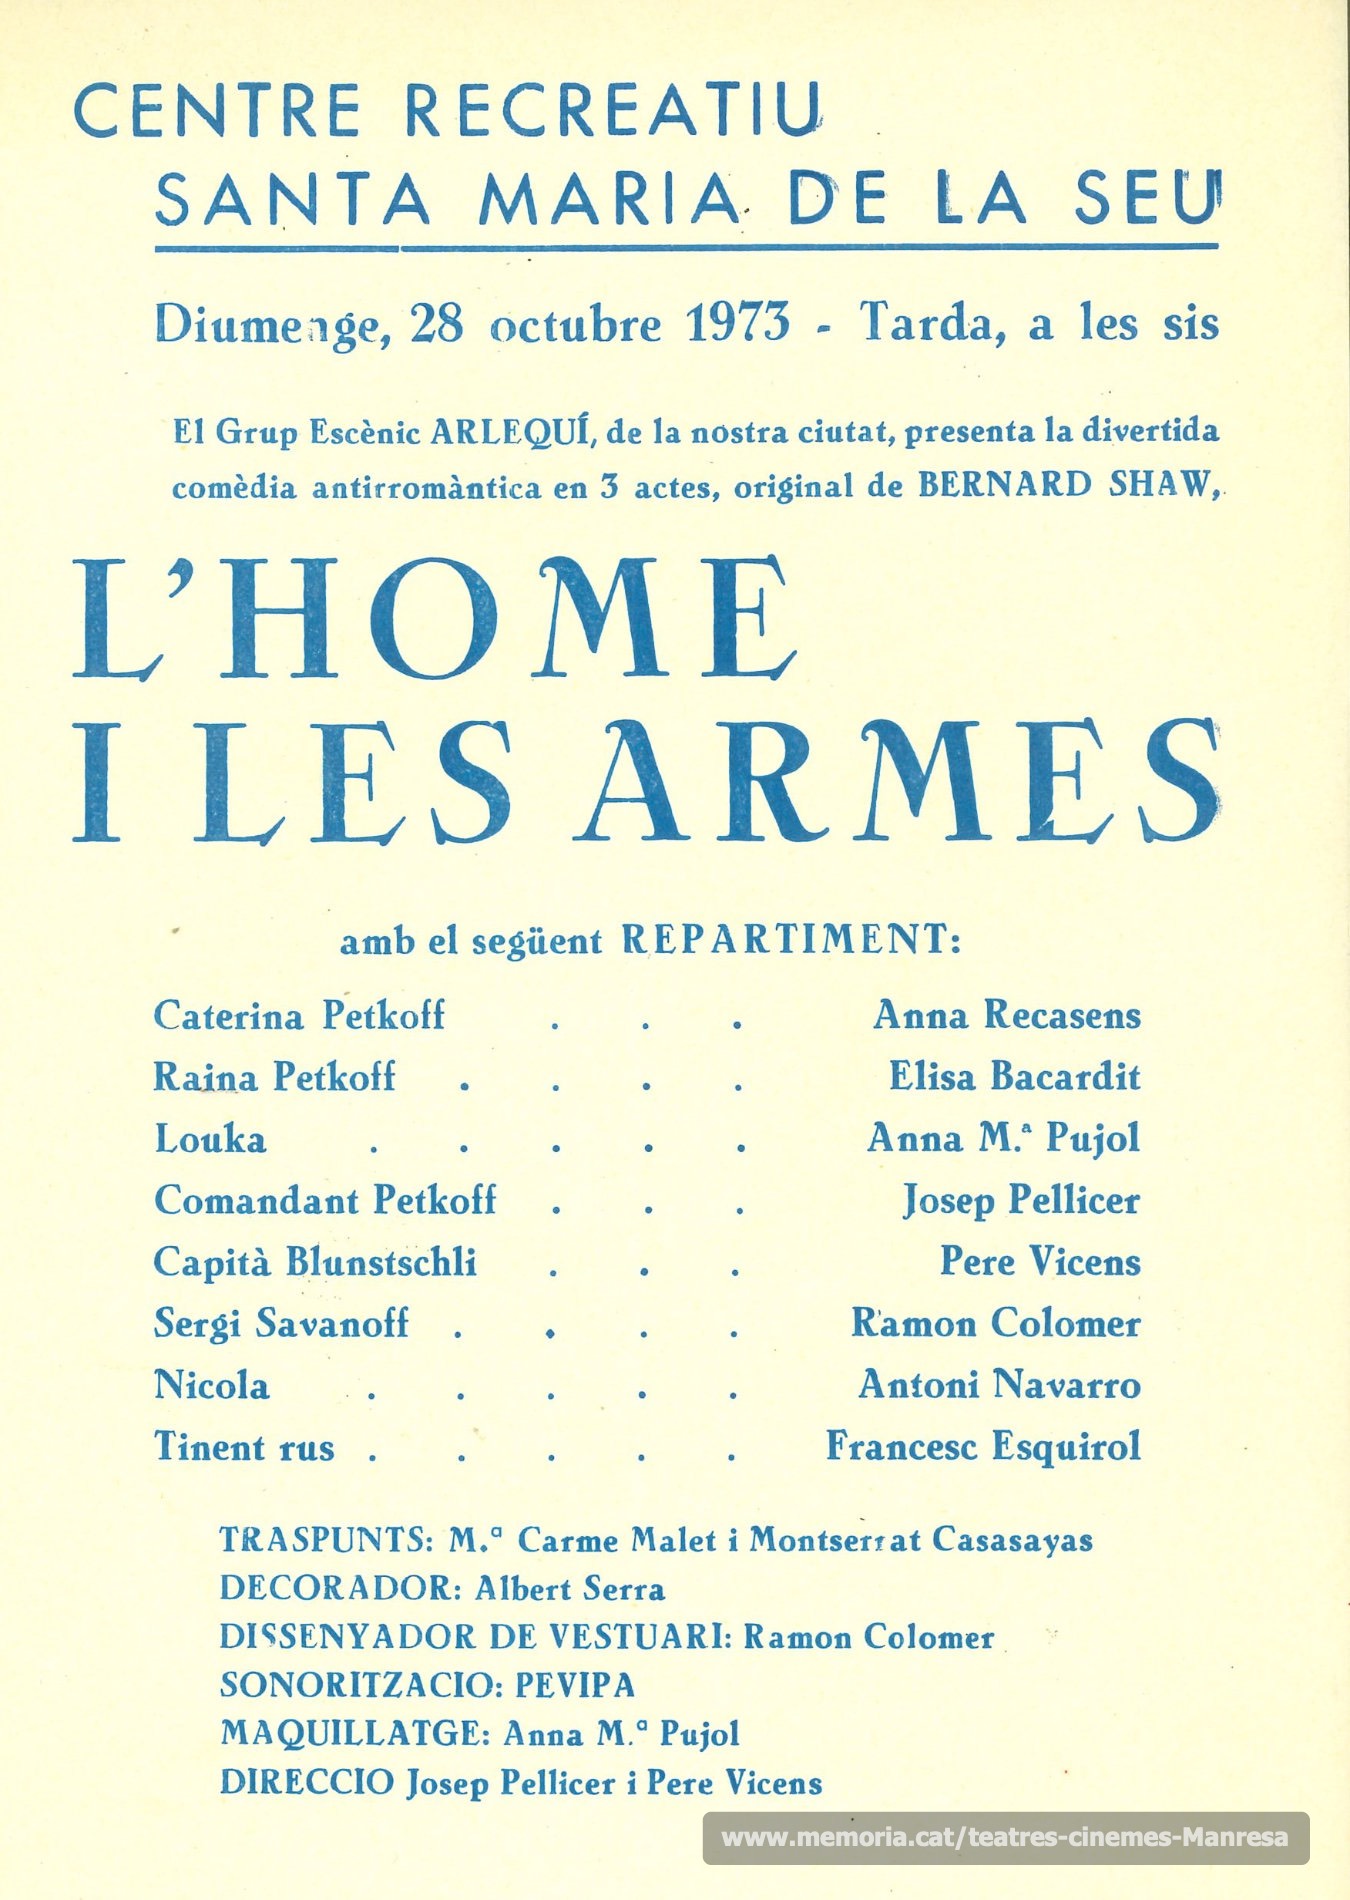 CENTRE RECREATIU
SANTA MARIA DE LA SEU
Diumenge, 28 octubre 1973 - Tarda, a les sis
El Grup Escènic ARLEQUÍ, de la nostra ciutat, presenta la divertida
comèdia antirromàntica en 3 actes, original de BERNARD SHAW,
L'HOME
I LES ARMES
amb el següent REPARTIMENT:
Caterina Petkoff . . . Anna Recasens
Raina Petkoff . . . . Elisa Bacardit
Louka . . . . . Anna M.ª Pujol
Comandant Petkoff . . . Josep Pellicer
Capità Blunstschli . . . Pere Vicens
Sergi Savanoff . . . . Ramon Colomer
Nicola . . . . . Antoni Navarro
Tinent rus . . . . . Francesc Esquirol
TRASPUNTS: M.ª Carme Malet i Montserrat Casasayas
DECORADOR: Albert Serra
DISSENYADOR DE VESTUARI: Ramon Colomer
SONORITZACIO: PEVIPA
MAQUILLATGE: Anna M.ª Pujol
DIRECCIO Josep Pellicer i Pere Vicens
www.memoria.cat/teatres-cinemes-Manresa